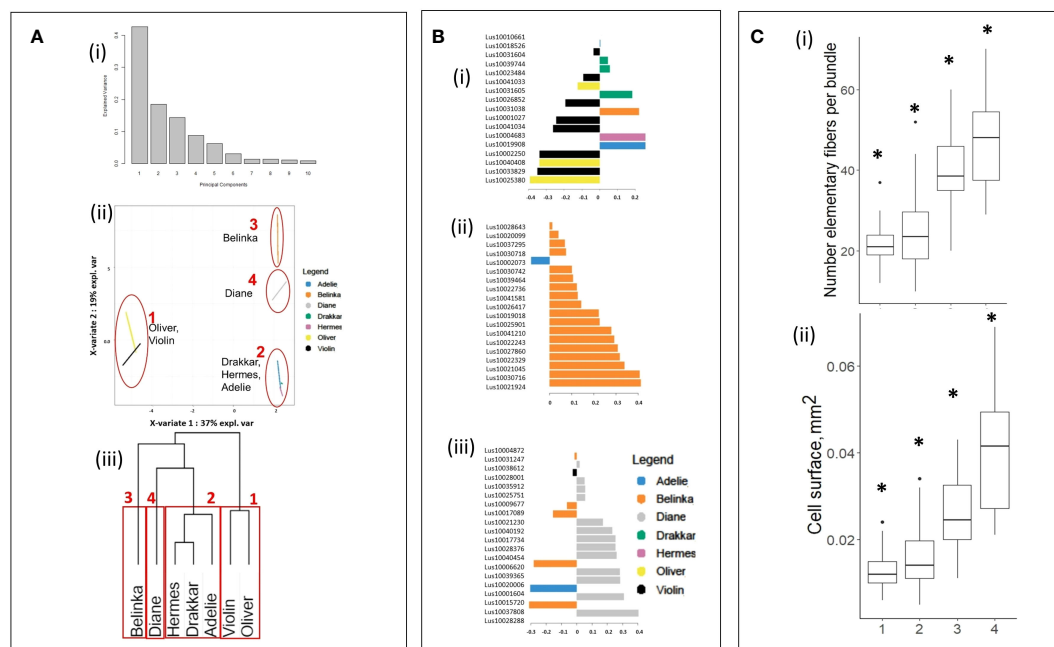 A
(i)
Explained Variance
0.4
0.3
0.2
0.1
0.0
1 2 3 4 5 6 7 8 9 10
Principal Components
(ii)
X-variate 2 : 19% expl. var
5
0.0
3
Belinka
4
Diane
1
Oliver,
Violin
2
Drakkar,
Hermes,
Adelie
Legend
Adelie
Belinka
Diane
Drakkar
Hermes
Oliver
Violin
-4 -2 0 2
X-variate 1 : 37% expl. var
(iii)
3 4 2 1
Belinka
Diane
Hermes
Drakkar
Adelie
Violin
Oliver
B
(i)
Lus10010661
Lus10018526
Lus10031604
Lus10039744
Lus10023484
Lus10041033
Lus10031605
Lus10026852
Lus10031038
Lus10001027
Lus10041034
Lus10004683
Lus10019908
Lus10002250
Lus10040408
Lus10033829
Lus10025380
-0.4 -0.3 -0.2 -0.1 0.0 0.1 0.2
(ii)
Lus10028643
Lus10020099
Lus10037295
Lus10030718
Lus10002073
Lus10030742
Lus10039464
Lus10022736
Lus10041581
Lus10026417
Lus10019018
Lus10025901
Lus10041210
Lus10022243
Lus10027860
Lus10022329
Lus10021045
Lus10030716
Lus10021924
0 0.1 0.2 0.3 0.4
(iii)
Lus10004872
Lus10031247
Lus10038612
Lus10028001
Lus10035912
Lus10025751
Lus10009677
Lus10017089
Lus10021230
Lus10040192
Lus10017734
Lus10028376
Lus10040454
Lus10006620
Lus10039365
Lus10020006
Lus10001604
Lus10015720
Lus10037808
Lus10028288
-0.3 -0.2 -0.1 0.0 0.1 0.2 0.3 0.4
Legend
Adelie
Belinka
Diane
Drakkar
Hermes
Oliver
Violin
C
(i)
Number elementary fibers per bundle
60
40
20
* * * *
(ii)
Cell surface, mm2
0.06
0.04
0.02
* * * *
1 2 3 4